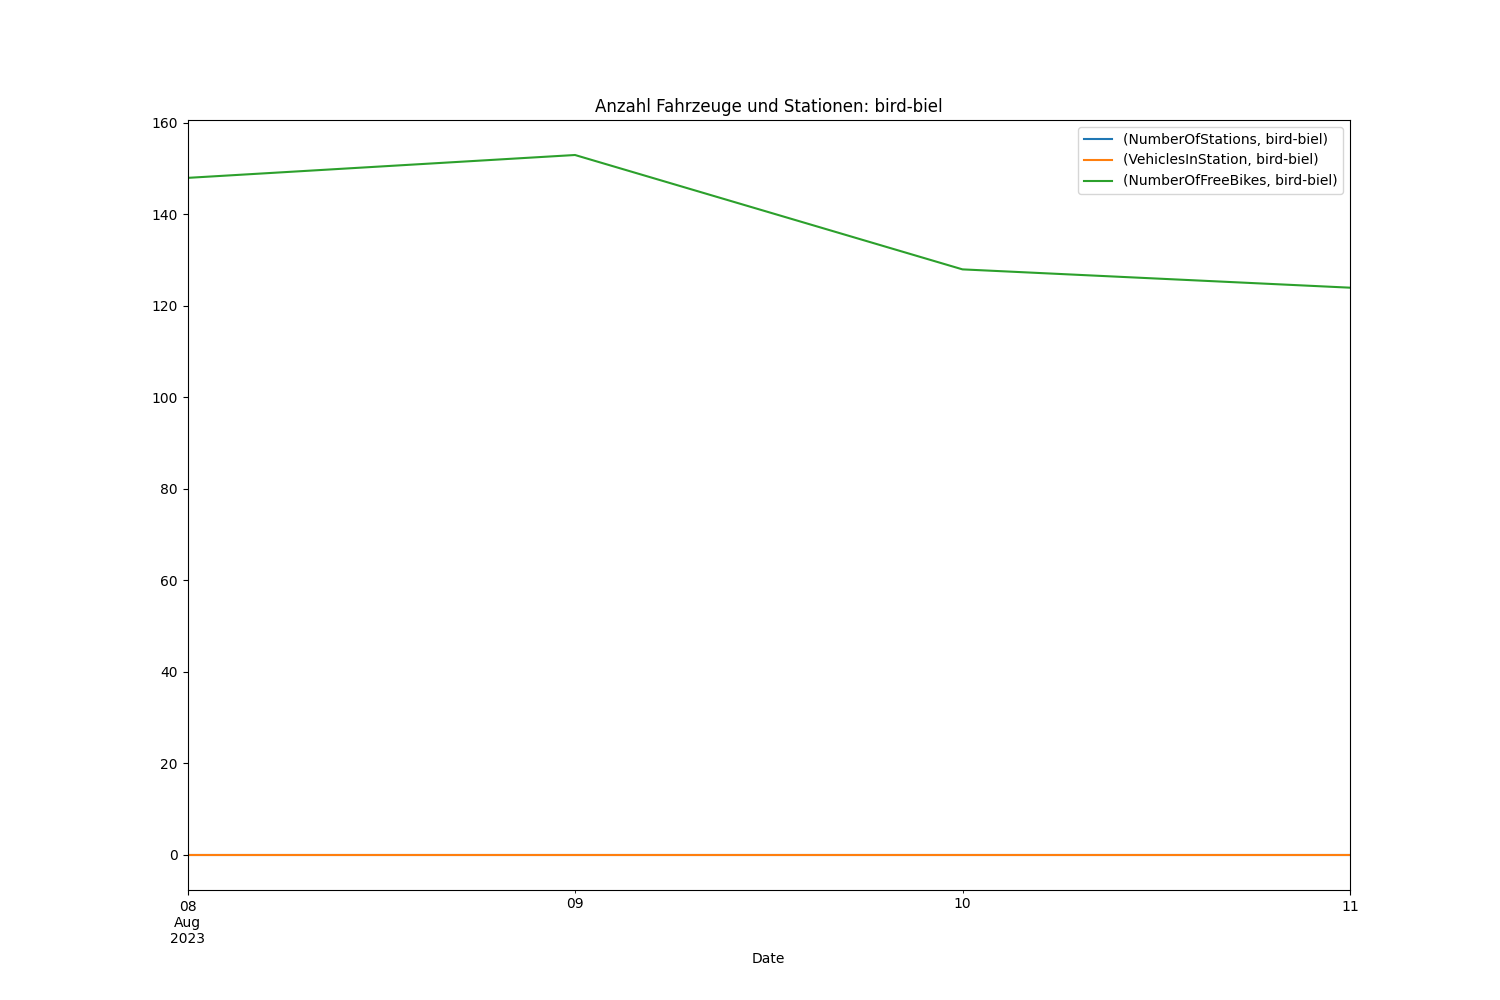 Anzahl Fahrzeuge und Stationen: bird-biel
160
140
120
100
80
60
40
20
0
(NumberOfStations, bird-biel)
(VehiclesInStation, bird-biel)
(NumberOfFreeBikes, bird-biel)
08
Aug
2023
09
10
11
Date